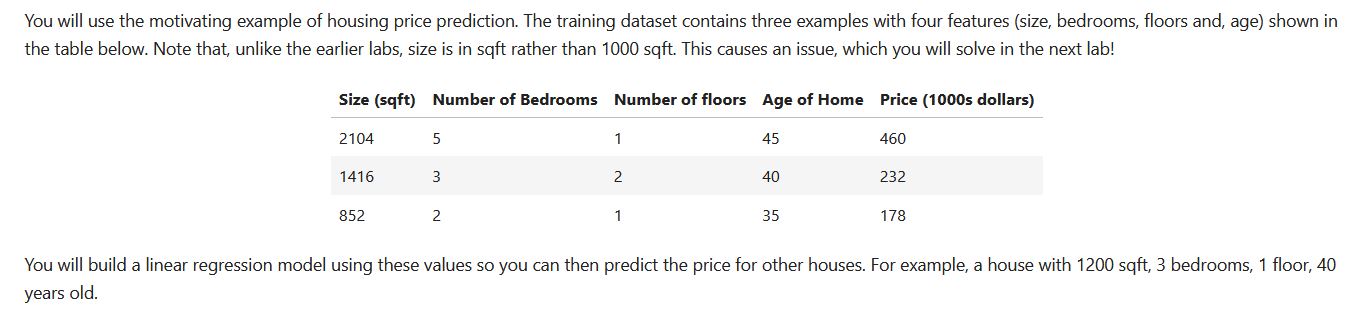 You will use the motivating example of housing price prediction. The training dataset contains three examples with four features (size, bedrooms, floors and, age) shown in
the table below. Note that, unlike the earlier labs, size is in sqft rather than 1000 sqft. This causes an issue, which you will solve in the next lab!
Size (sqft) Number of Bedrooms Number of floors Age of Home Price (1000s dollars)
2104 5 1 45 460
1416 3 2 40 232
852 2 1 35 178
You will build a linear regression model using these values so you can then predict the price for other houses. For example, a house with 1200 sqft, 3 bedrooms, 1 floor, 40
years old.